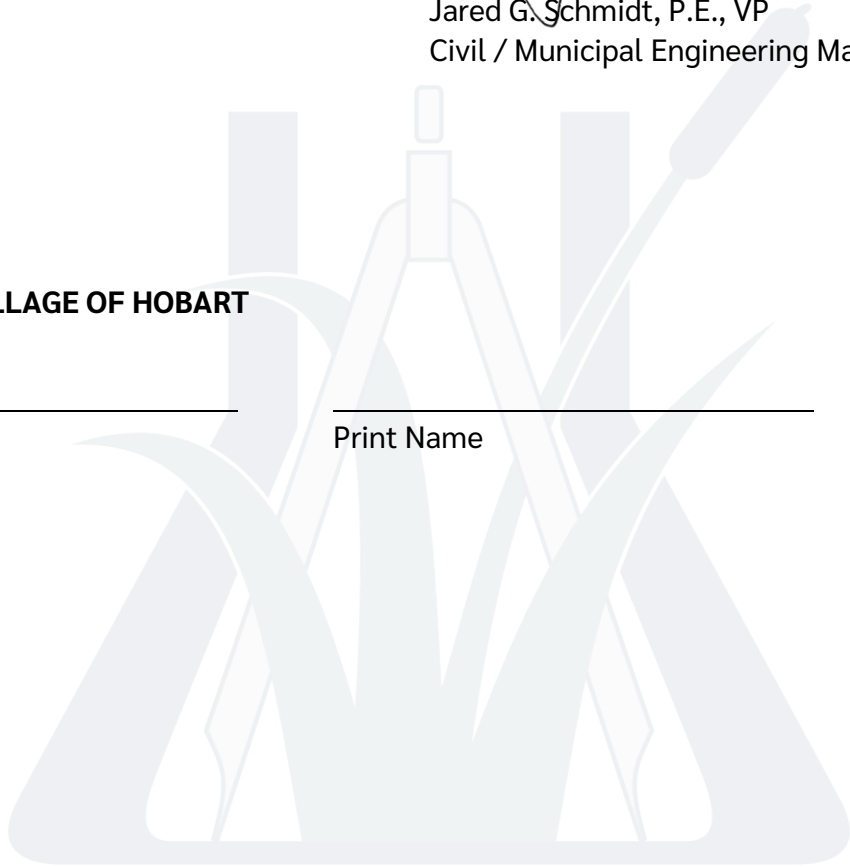 Jared G. Schmidt, P.E., VP
Civil / Municipal Engineering Ma
LLAGE OF HOBART
Print Name